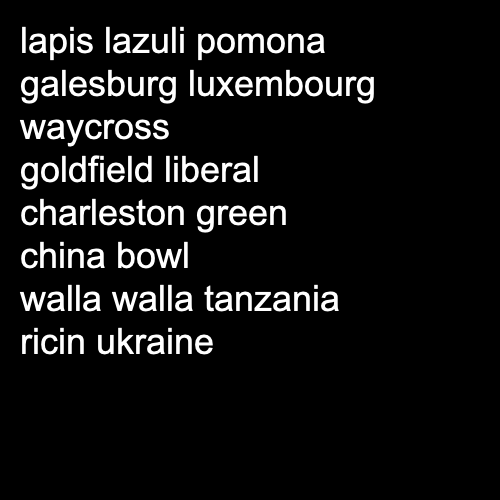 lapis lazuli pomona
galesburg luxembourg
waycross
goldfield liberal
charleston green
china bowl
walla walla tanzania
ricin ukraine